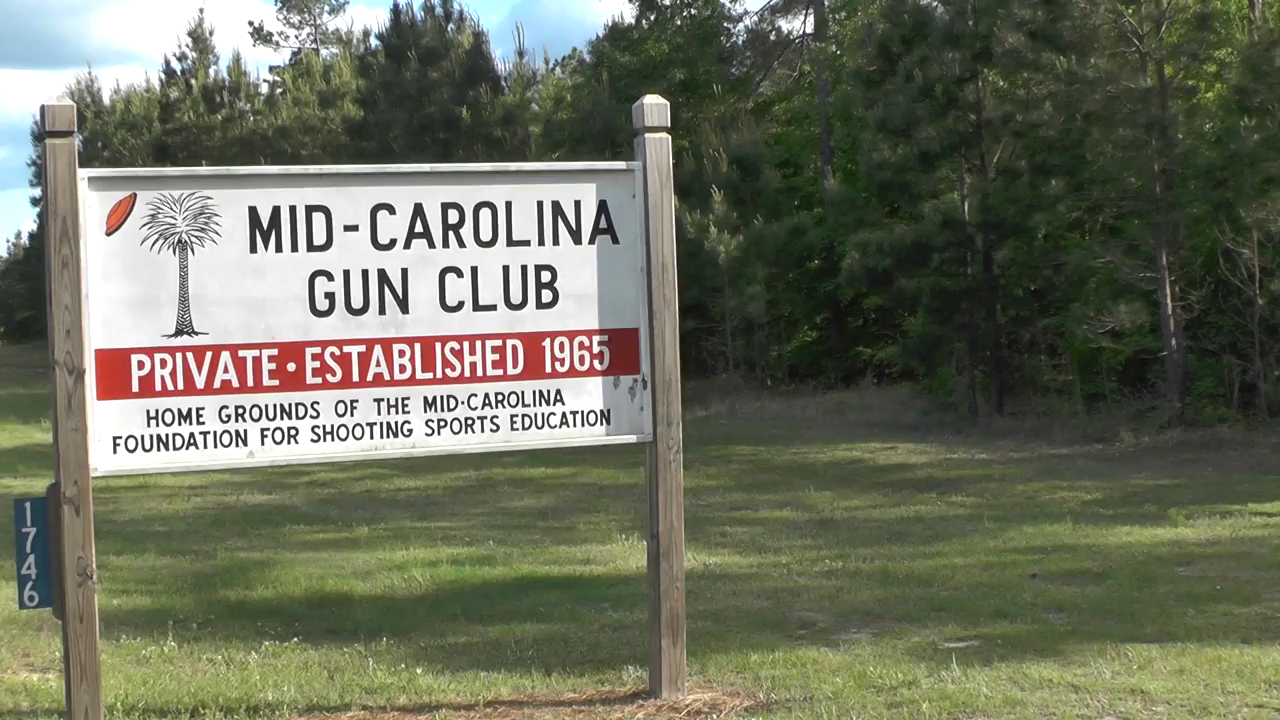 MID-CAROLINA
GUN CLUB
PRIVATE·ESTABLISHED 1965
HOME GROUNDS OF THE MID-CAROLINA
FOUNDATION FOR SHOOTING SPORTS EDUCATION
1746